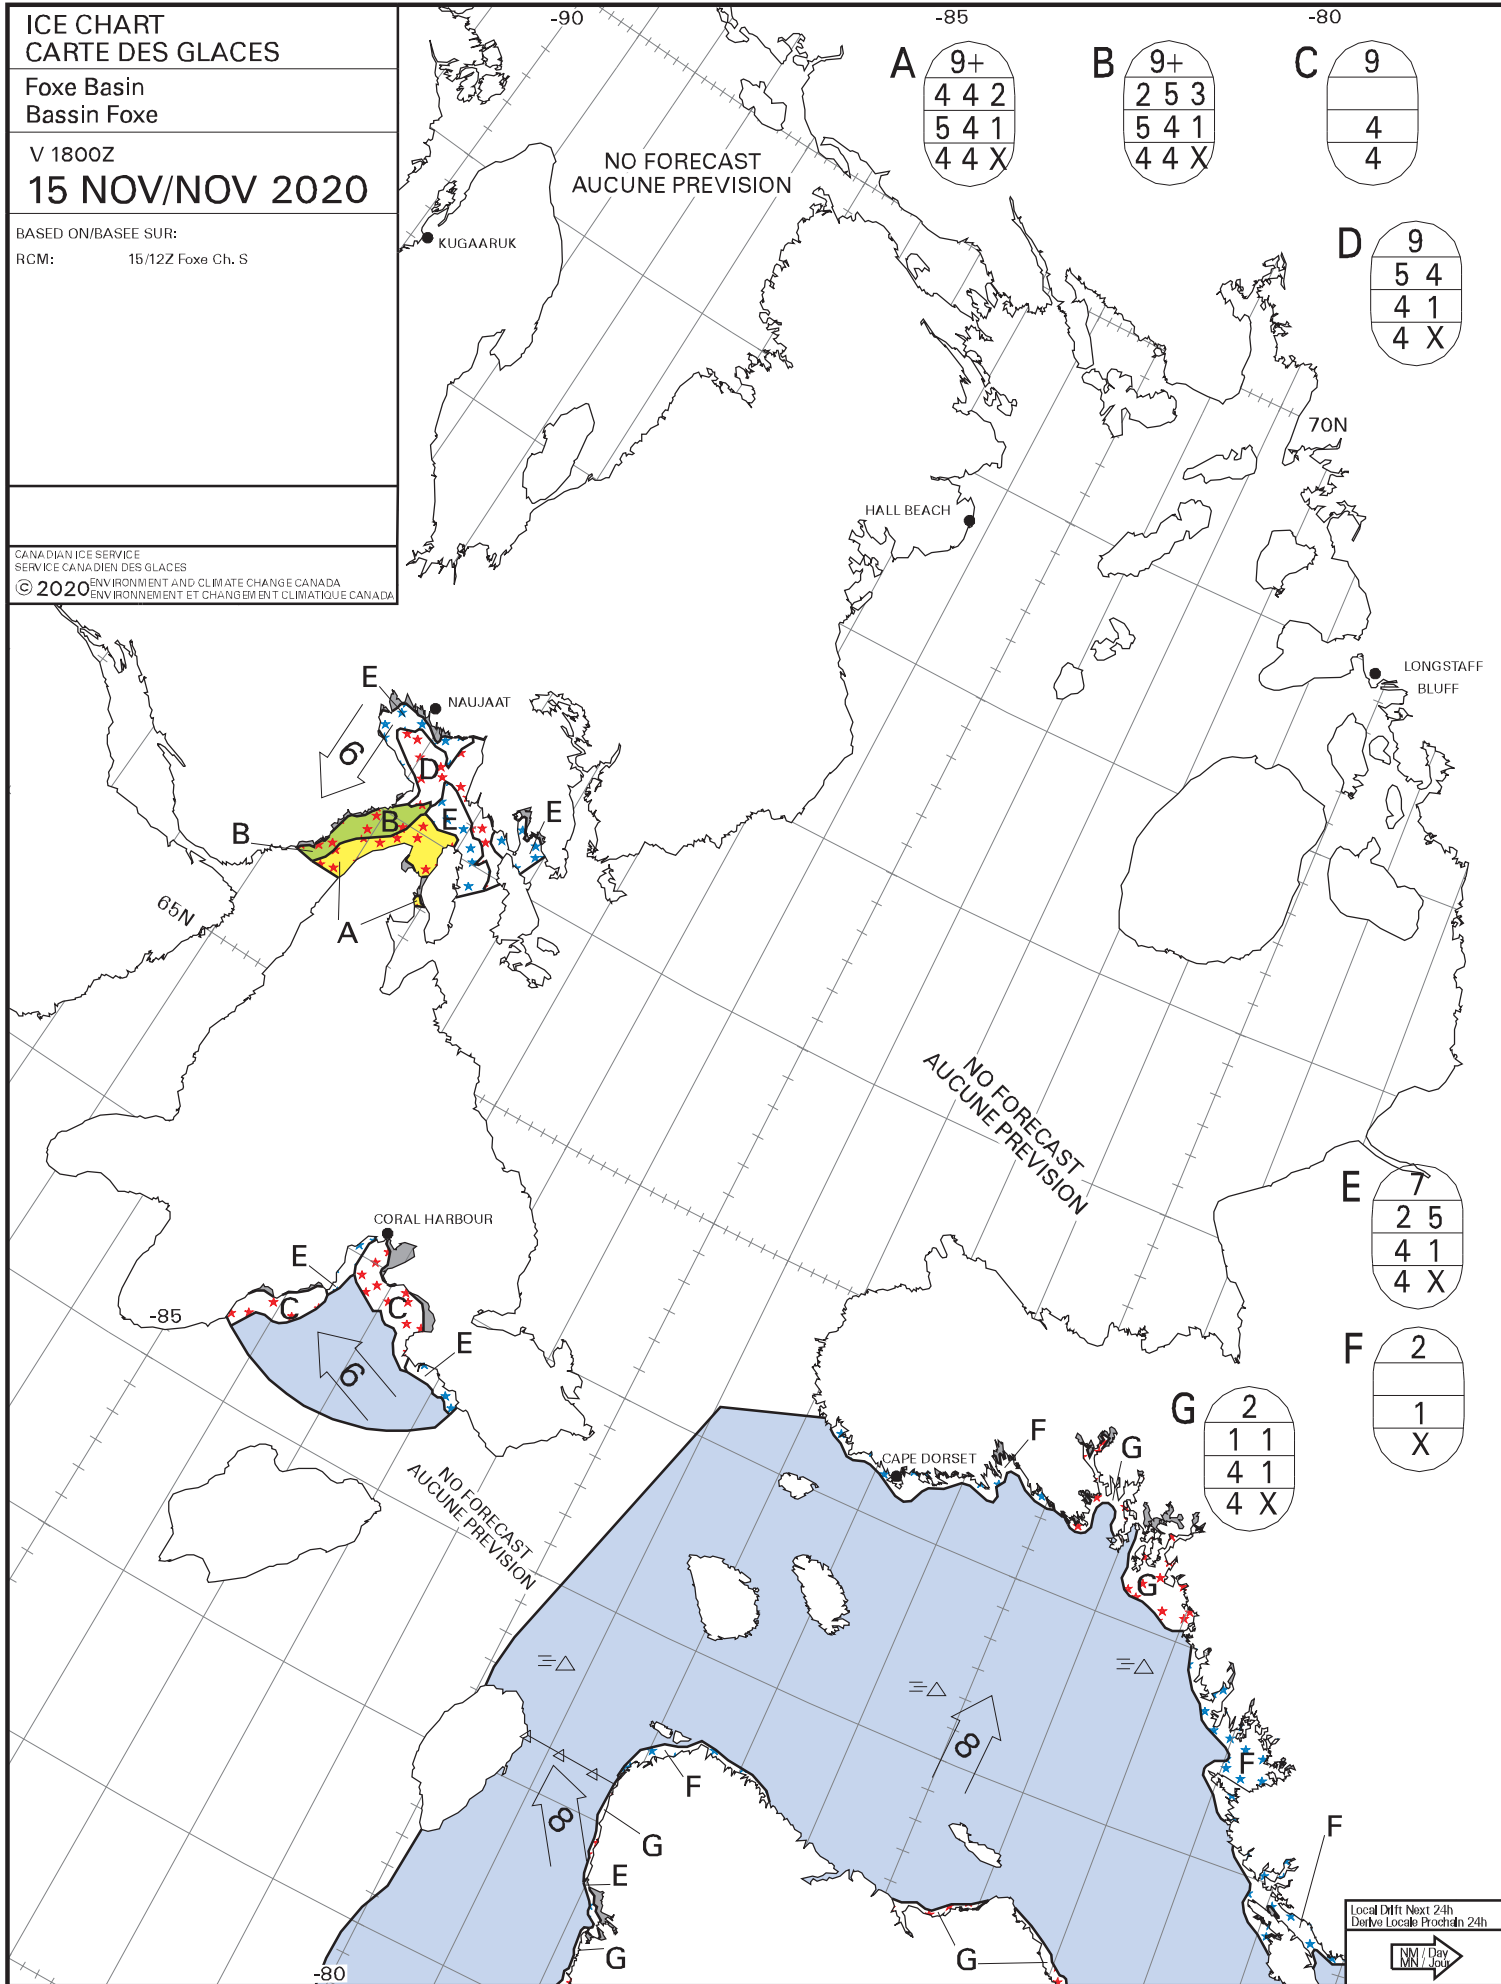 ICE CHART
CARTE DES GLACES
Foxe Basin
Bassin Foxe
V 1800Z
15 NOV/NOV 2020
BASED ON/BASEE SUR:
RCM: 15/12Z Foxe Ch. S
CANADIAN ICE SERVICE
SERVICE CANADIEN DES GLACES
© 2020 ENVIRONMENT AND CLIMATE CHANGE CANADA
ENVIRONNEMENT ET CHANGEMENT CLIMATIQUE CANADA
-90
-85
-80
A
9+
4 4 2
5 4 1
4 4 X
B
9+
2 5 3
5 4 1
4 4 X
C
9
4
4
D
9
5 4
4 1
4 X
NO FORECAST
AUCUNE PREVISION
KUGAARUK
70N
HALL BEACH
LONGSTAFF
BLUFF
E
NAUJAAT
6
D
B
B
E
E
A
65N
NO FORECAST
AUCUNE PREVISION
E
7
2 5
4 1
4 X
CORAL HARBOUR
E
C
C
-85
E
6
F
2
1
X
G
2
1 1
4 1
4 X
NO FORECAST
AUCUNE PREVISION
CAPE DORSET
F
G
G
8
F
F
8
G
E
F
G
G
-80
Local Drift Next 24h
Derive Locale Prochain 24h
NM / Day
MN / Jour